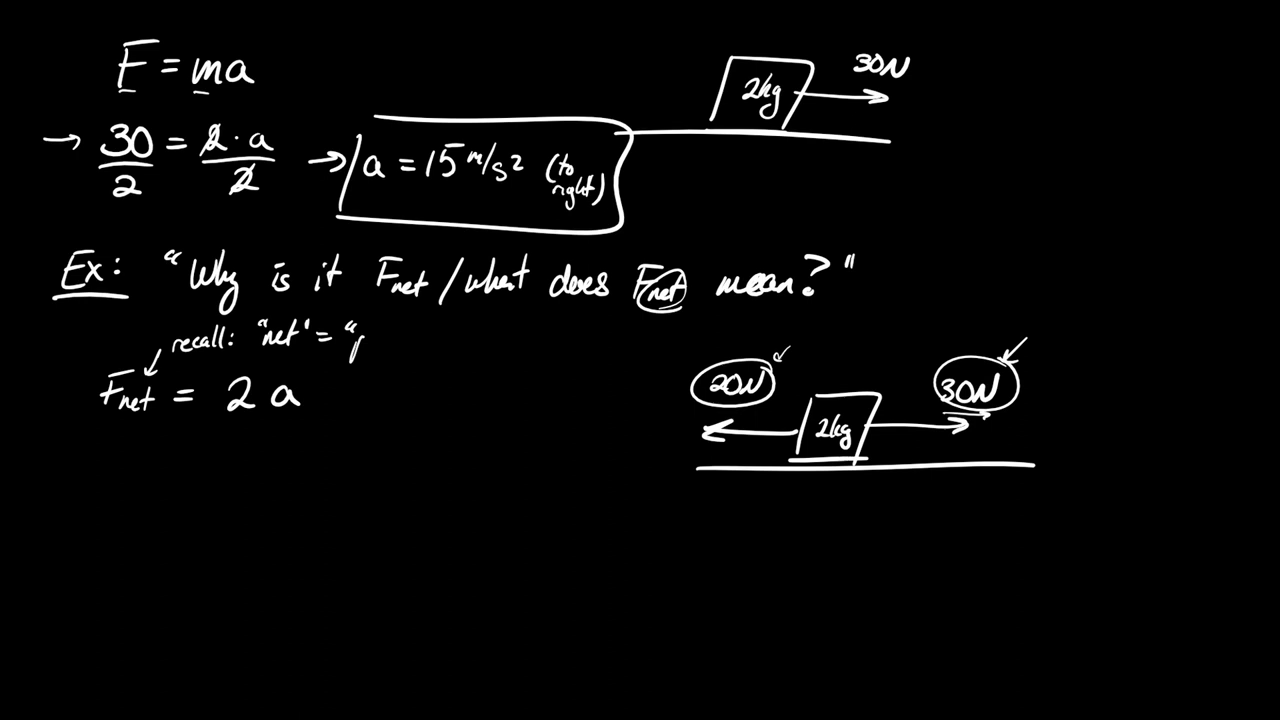 F = ma
30/2 = 2·a/2
→ a = 15 m/s² (to right)
2kg
30N
Ex: "Why is it Fnet / what does Fnet mean?"
recall: "net" = "
Fnet = 2 a
20N
2kg
30N